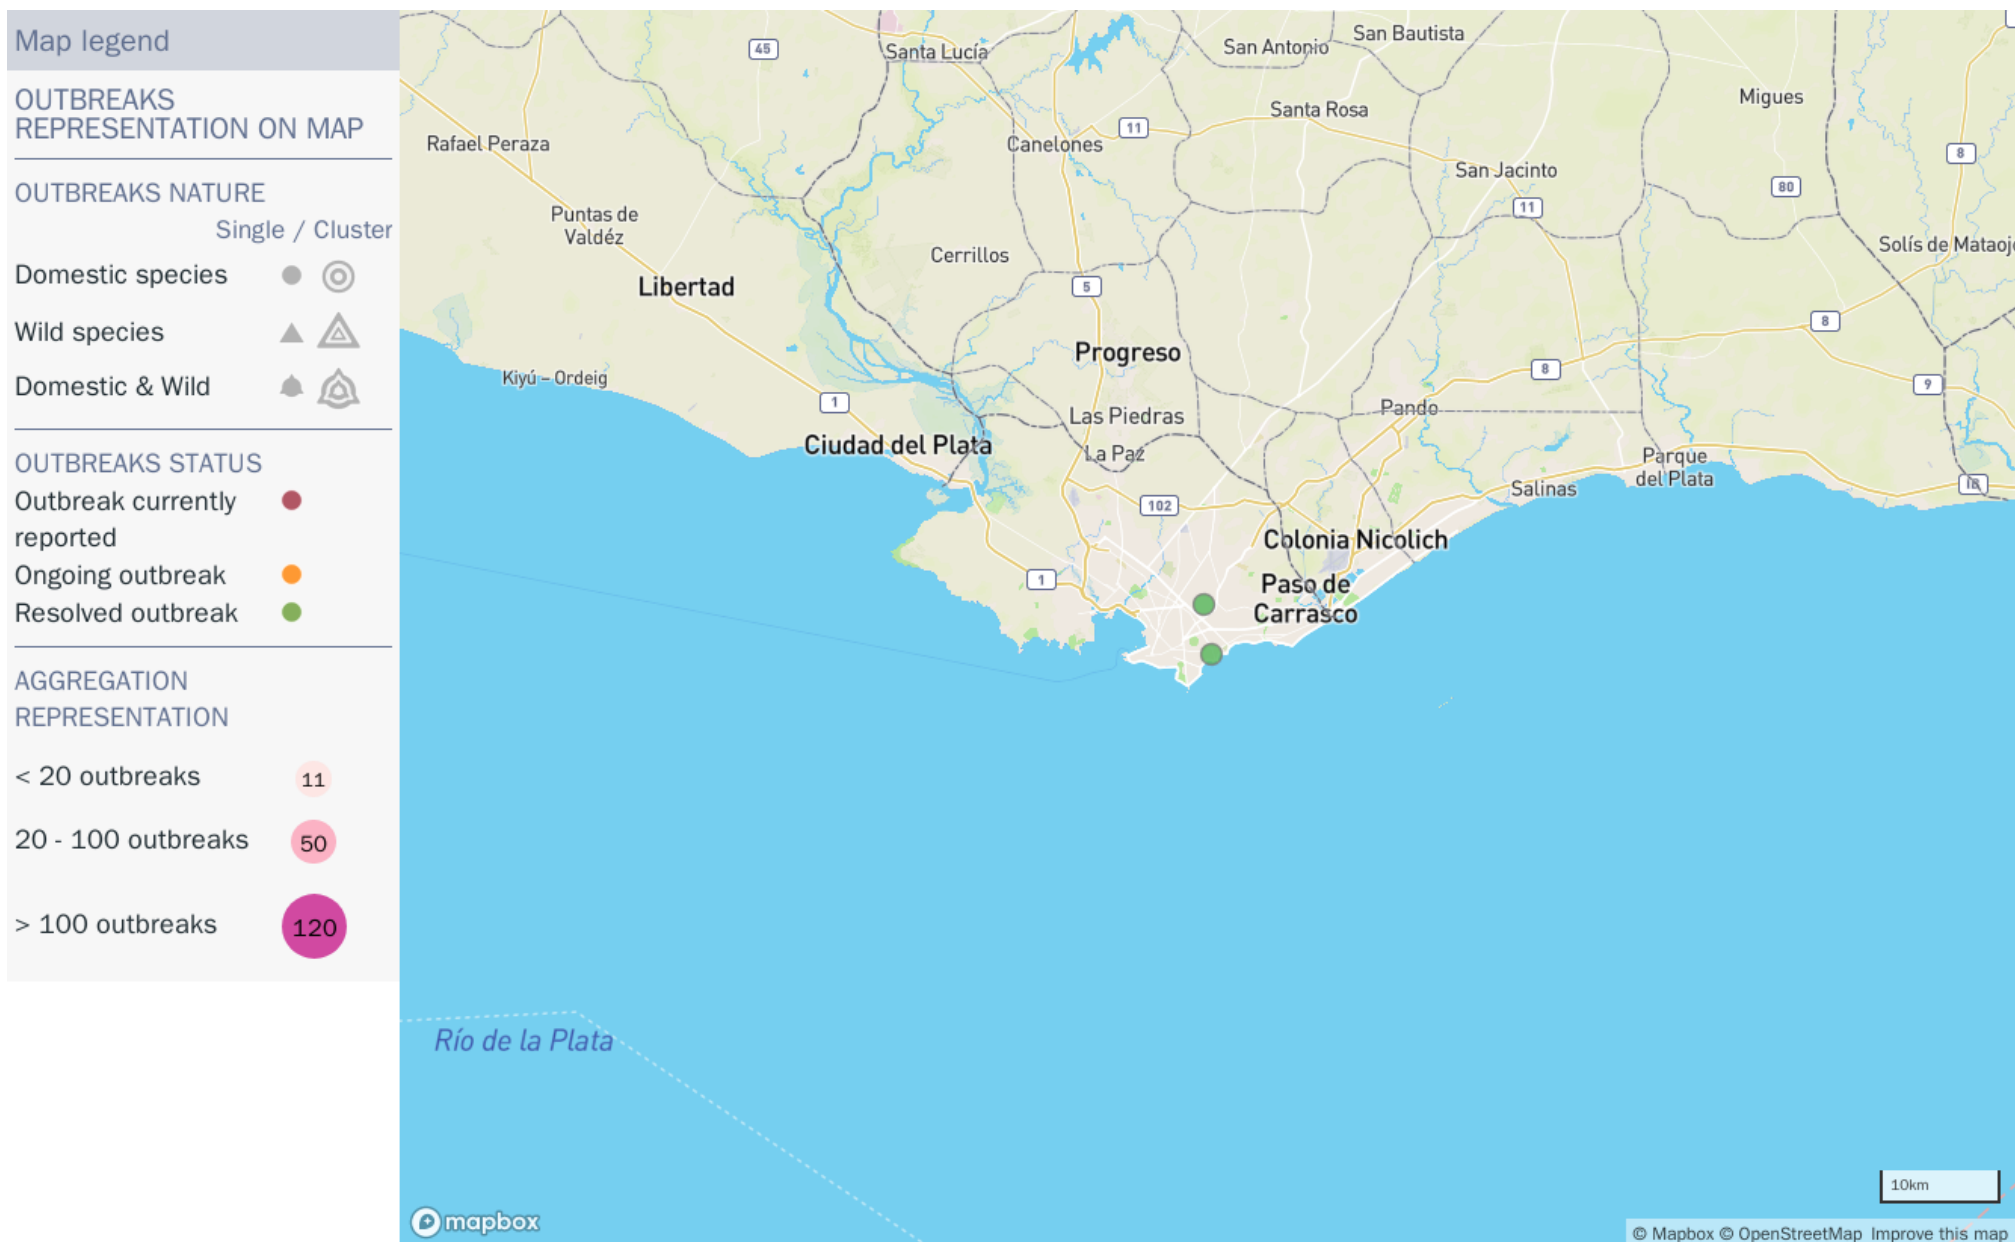 Map legend
OUTBREAKS
REPRESENTATION ON MAP
OUTBREAKS NATURE
Single / Cluster
Domestic species
Wild species
Domestic & Wild
OUTBREAKS STATUS
Outbreak currently
reported
Ongoing outbreak
Resolved outbreak
AGGREGATION
REPRESENTATION
< 20 outbreaks 11
20 - 100 outbreaks 50
> 100 outbreaks 120
45
Santa Lucía
San Antonio
San Bautista
Migues
Santa Rosa
11
Rafael Peraza
Canelones
8
San Jacinto
80
11
Puntas de
Valdéz
Cerrillos
Solís de Mataoj
Libertad
5
8
Progreso
8
Kiyú – Ordeig
9
1
Las Piedras
Pando
Ciudad del Plata
La Paz
Parque
del Plata
Salinas
102
Colonia Nicolich
1
Paso de
Carrasco
Río de la Plata
10km
mapbox
© Mapbox © OpenStreetMap Improve this map